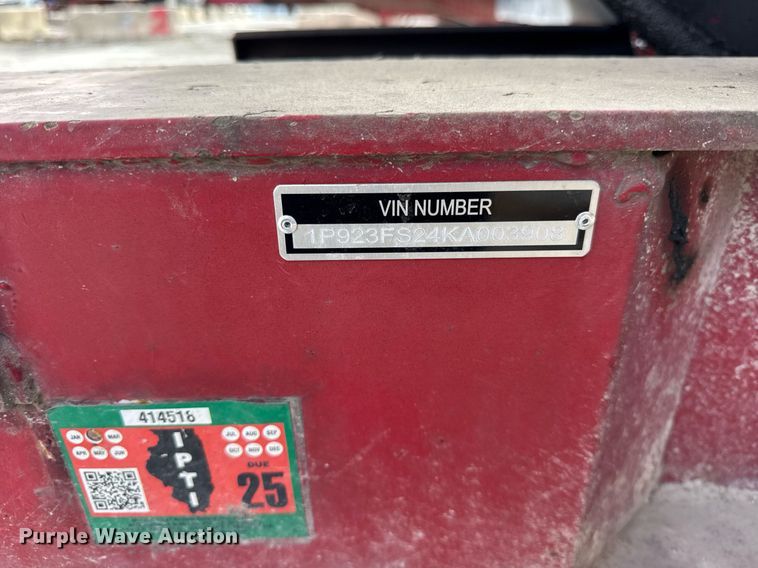 VIN NUMBER
1P923FS24KA003908
414518
JAN MAR
APR MAY JUN
JUL AUG SEP
OCT NOV DEC
IPTI
DUE
25
Purple Wave Auction